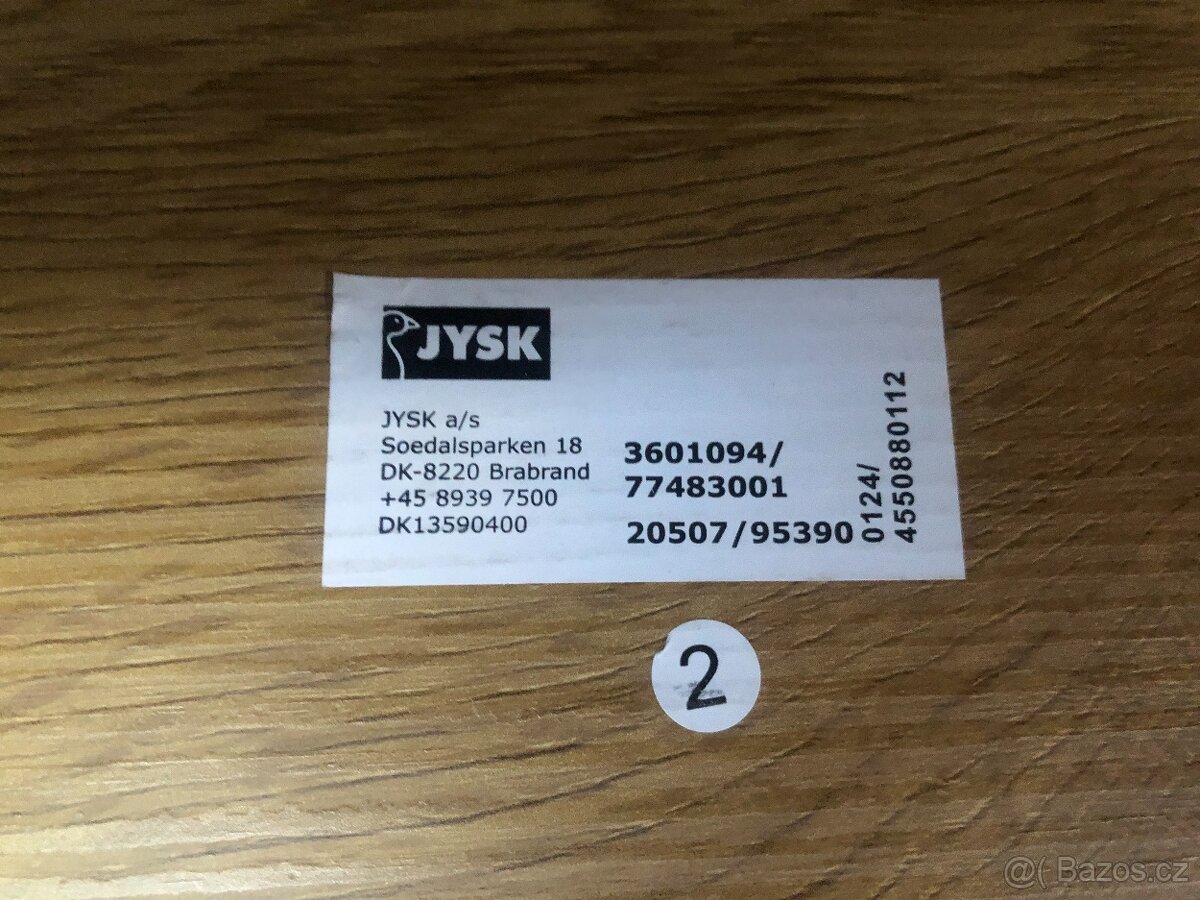 JYSK
JYSK a/s
Soedalsparken 18
DK-8220 Brabrand
+45 8939 7500
DK13590400
3601094/
77483001
20507/95390
0124/
4550880112
2
@( Bazos.cz